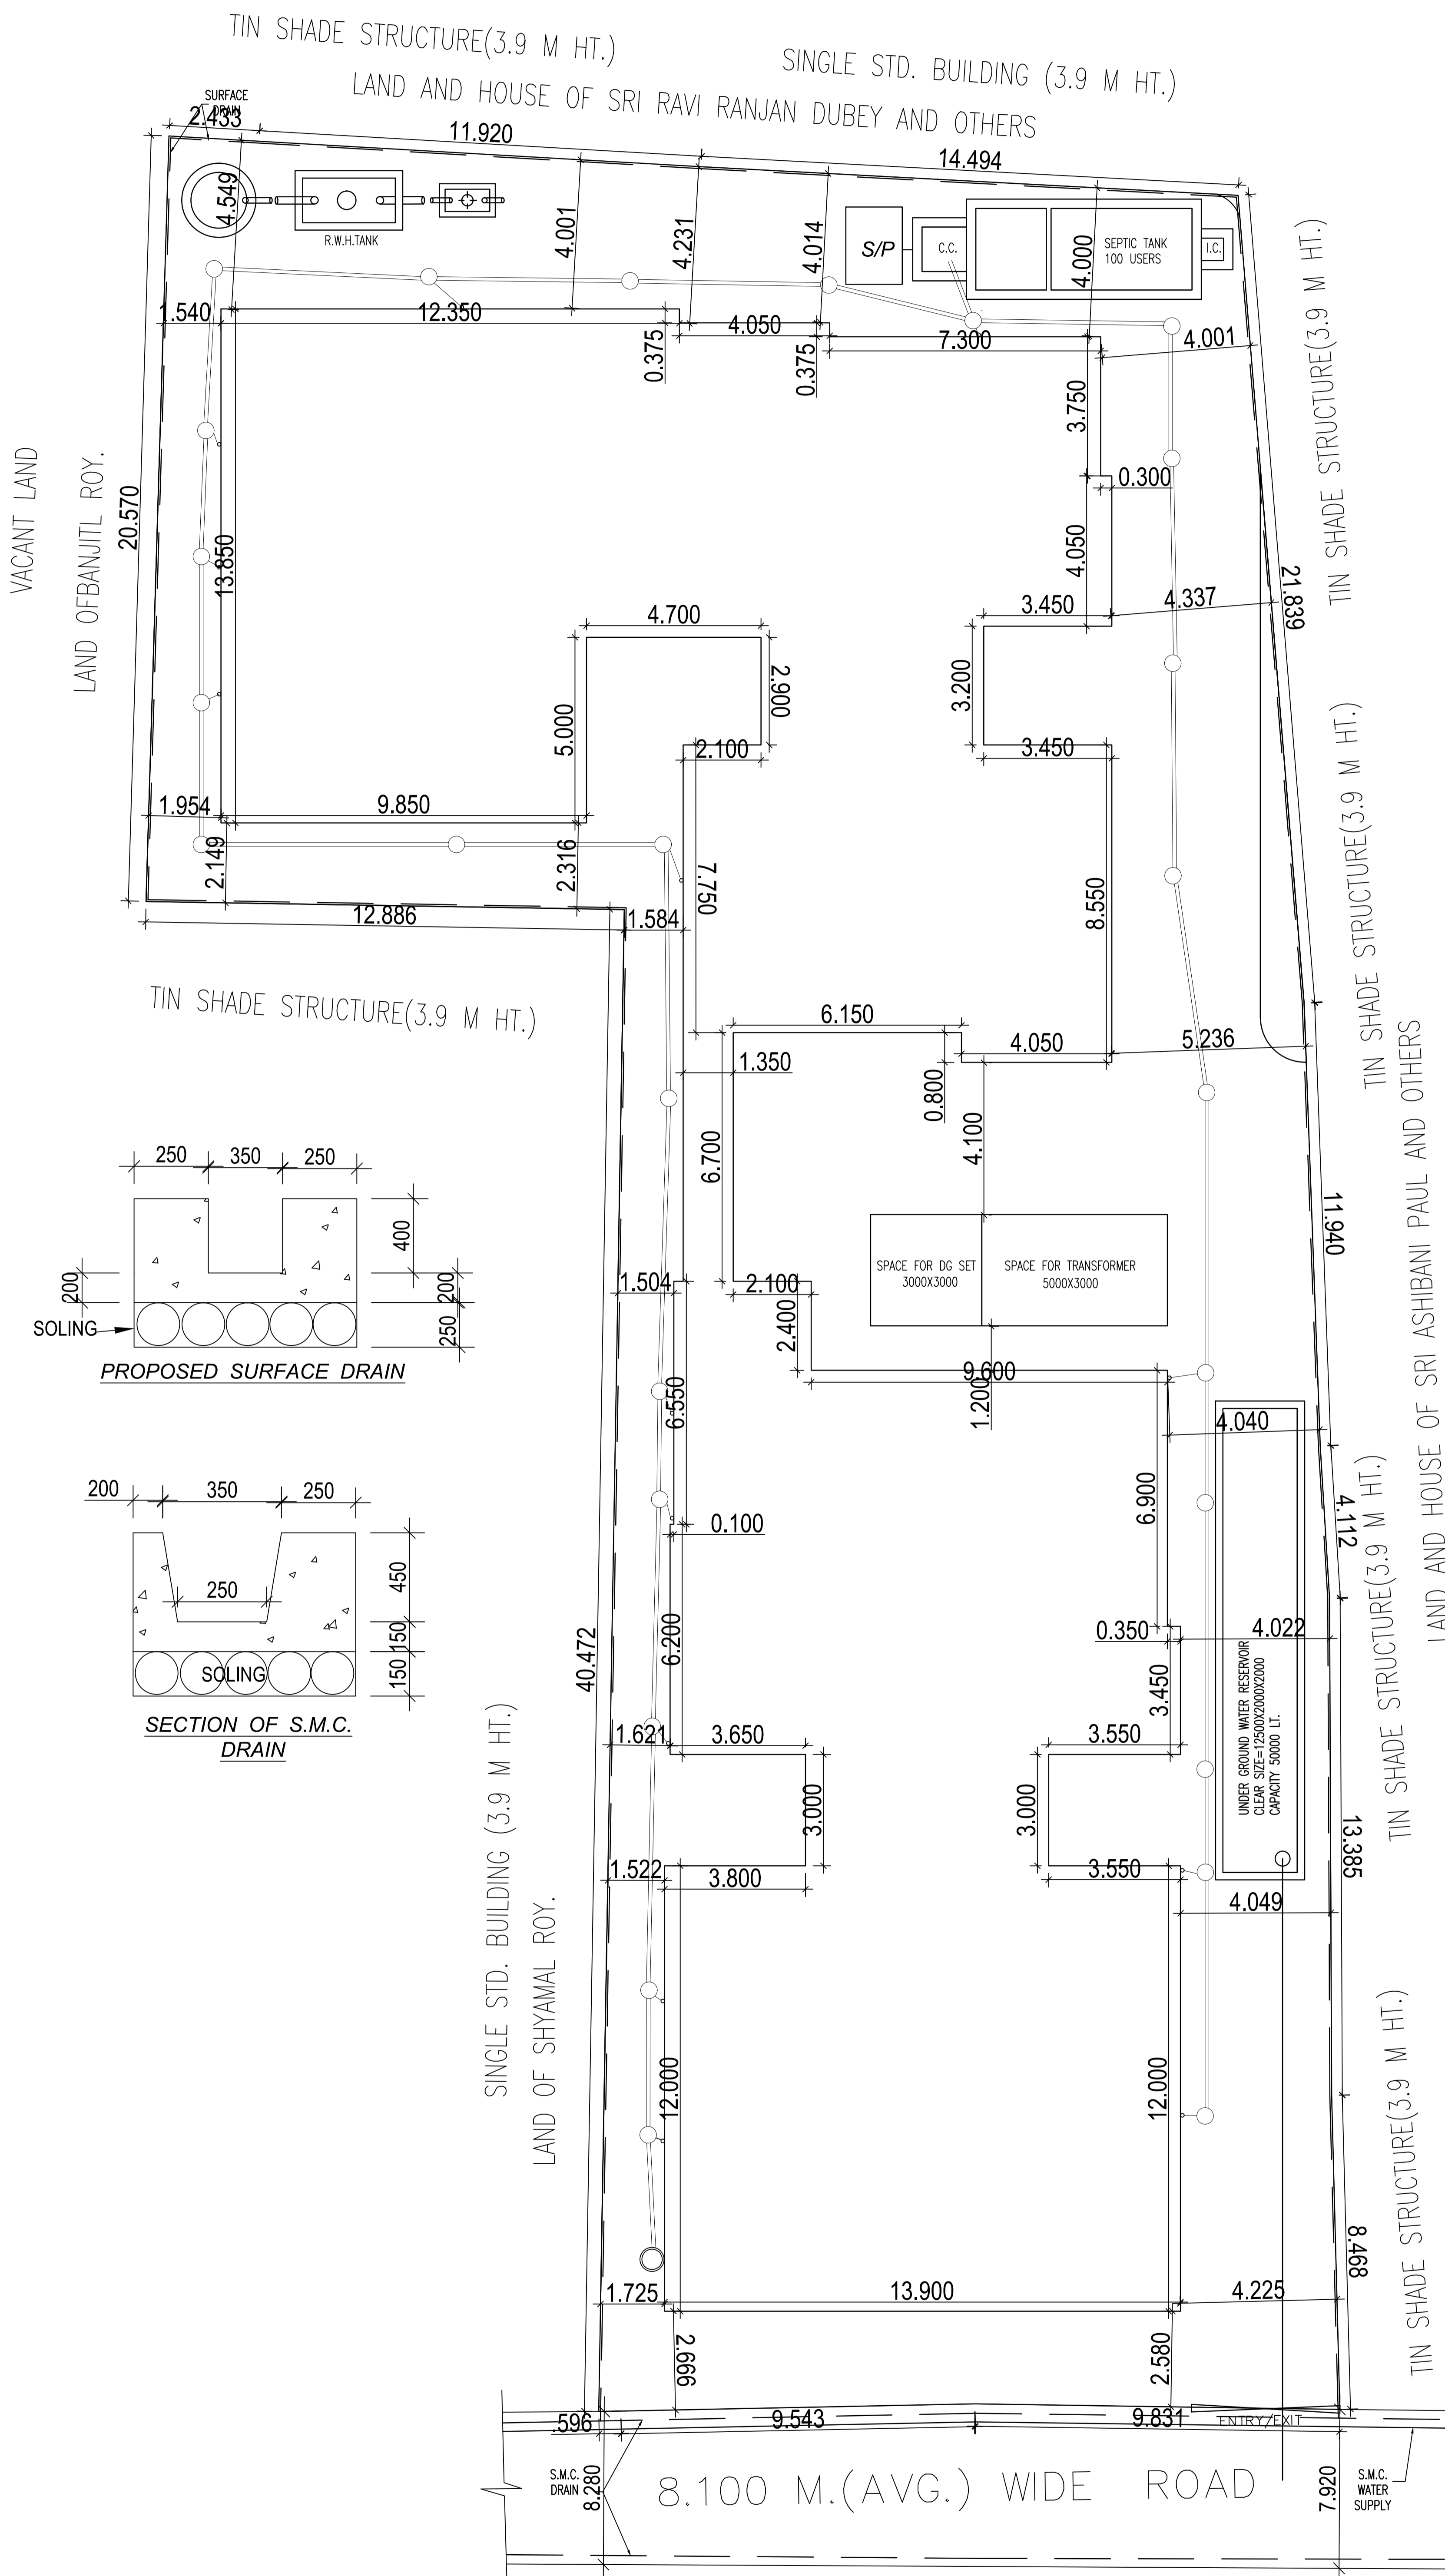 TIN SHADE STRUCTURE(3.9 M HT.)
SINGLE STD. BUILDING (3.9 M HT.)
LAND AND HOUSE OF SRI RAVI RANJAN DUBEY AND OTHERS
SURFACE
DRAIN
2.433
11.920
14.494
4.549
R.W.H.TANK
4.001
4.231
4.014
S/P
C.C.
4.000
SEPTIC TANK
100 USERS
I.C.
1.540
12.350
0.375
4.050
0.375
7.300
4.001
TIN SHADE STRUCTURE(3.9 M HT.)
3.750
0.300
VACANT LAND
LAND OFBANJITL ROY.
20.570
13.850
4.050
21.839
4.700
3.450
4.337
5.000
2.900
3.200
2.100
3.450
1.954
9.850
2.149
2.316
7.750
8.550
12.886
1.584
TIN SHADE STRUCTURE(3.9 M HT.)
TIN SHADE STRUCTURE(3.9 M HT.)
6.150
4.050
5.236
1.350
0.800
6.700
4.100
LAND AND HOUSE OF SRI ASHIBANI PAUL AND OTHERS
11.940
250
350
250
400
200
200
250
SOLING
PROPOSED SURFACE DRAIN
1.504
2.100
SPACE FOR DG SET
3000X3000
SPACE FOR TRANSFORMER
5000X3000
2.400
9.600
1.200
4.040
200
350
250
250
450
150
150
SOLING
SECTION OF S.M.C.
DRAIN
6.550
0.100
6.900
4.112
TIN SHADE STRUCTURE(3.9 M HT.)
40.472
6.200
0.350
4.022
3.450
UNDER GROUND WATER RESERVOIR
CLEAR SIZE=12500X2000X2000
CAPACITY 50000 LT.
1.621
3.650
3.550
3.000
3.000
13.385
1.522
3.800
3.550
4.049
SINGLE STD. BUILDING (3.9 M HT.)
LAND OF SHYAMAL ROY.
12.000
12.000
TIN SHADE STRUCTURE(3.9 M HT.)
8.468
1.725
13.900
4.225
2.666
2.580
.596
9.543
9.831
ENTRY/EXIT
S.M.C.
DRAIN
8.280
8.100 M.(AVG.) WIDE ROAD
7.920
S.M.C.
WATER
SUPPLY